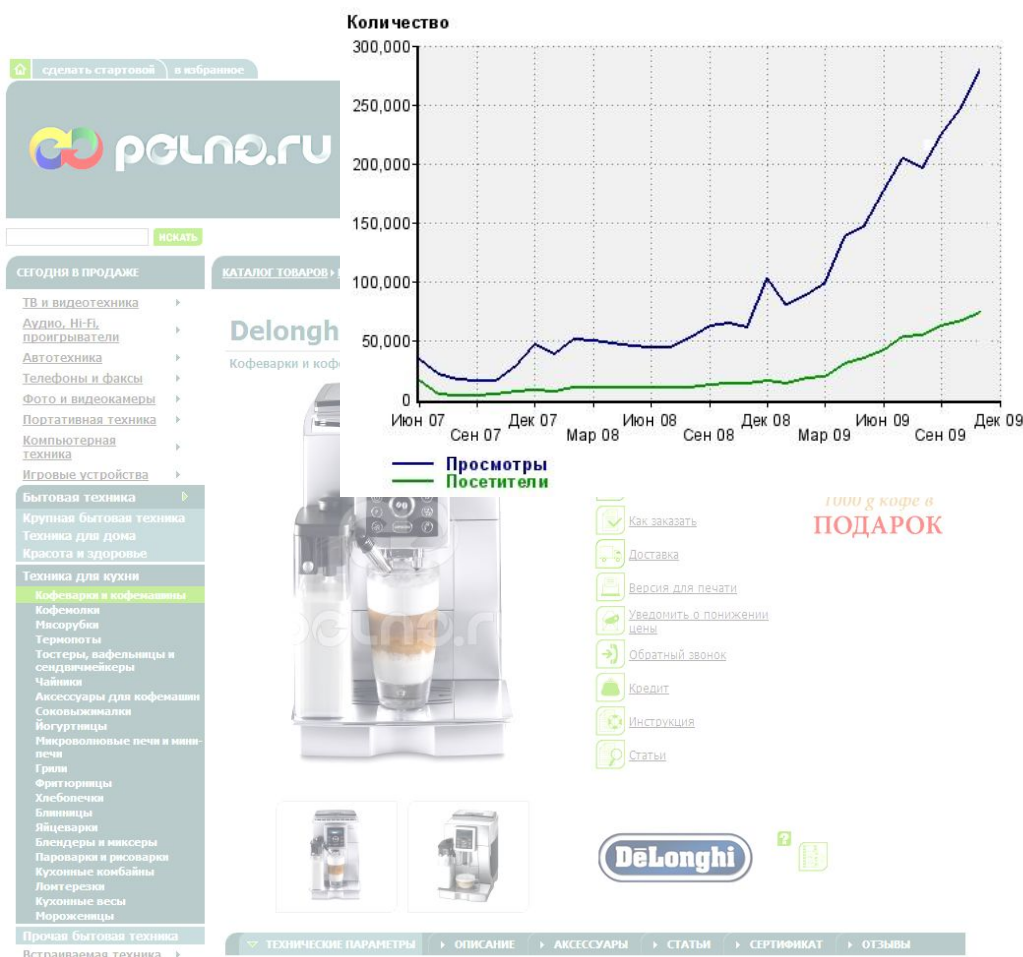 Количество
300,000
250,000
200,000
150,000
100,000
50,000
0
Июн 07
Сен 07
Дек 07
Мар 08
Июн 08
Сен 08
Дек 08
Мар 09
Июн 09
Сен 09
Дек 09
Просмотры
Посетители
сделать стартовой
в избранное
polno.ru
ИСКАТЬ
СЕГОДНЯ В ПРОДАЖЕ
КАТАЛОГ ТОВАРОВ
ТВ и видеотехника
Аудио, Hi-Fi,
проигрыватели
Автотехника
Телефоны и факсы
Фото и видеокамеры
Портативная техника
Компьютерная
техника
Игровые устройства
Бытовая техника
Крупная бытовая техника
Техника для дома
Красота и здоровье
Техника для кухни
Кофеварки и кофемашины
Кофемолки
Мясорубки
Термопоты
Тостеры, вафельницы и
сендвичмейкеры
Чайники
Аксессуары для кофемашин
Соковыжималки
Йогуртницы
Микроволновые печи и мини-
печи
Грили
Фритюрницы
Хлебопечки
Блинницы
Яйцеварки
Блендеры и миксеры
Пароварки и рисоварки
Кухонные комбайны
Ломтерезки
Кухонные весы
Мороженицы
Прочая бытовая техника
Встраиваемая техника
Delongh
Кофеварки и коф
1000 g кофе в
ПОДАРОК
Как заказать
Доставка
Версия для печати
Уведомить о понижении
цены
Обратный звонок
Кредит
Инструкция
Статьи
DeLonghi
?
ТЕХНИЧЕСКИЕ ПАРАМЕТРЫ
ОПИСАНИЕ
АКСЕССУАРЫ
СТАТЬИ
СЕРТИФИКАТ
ОТЗЫВЫ